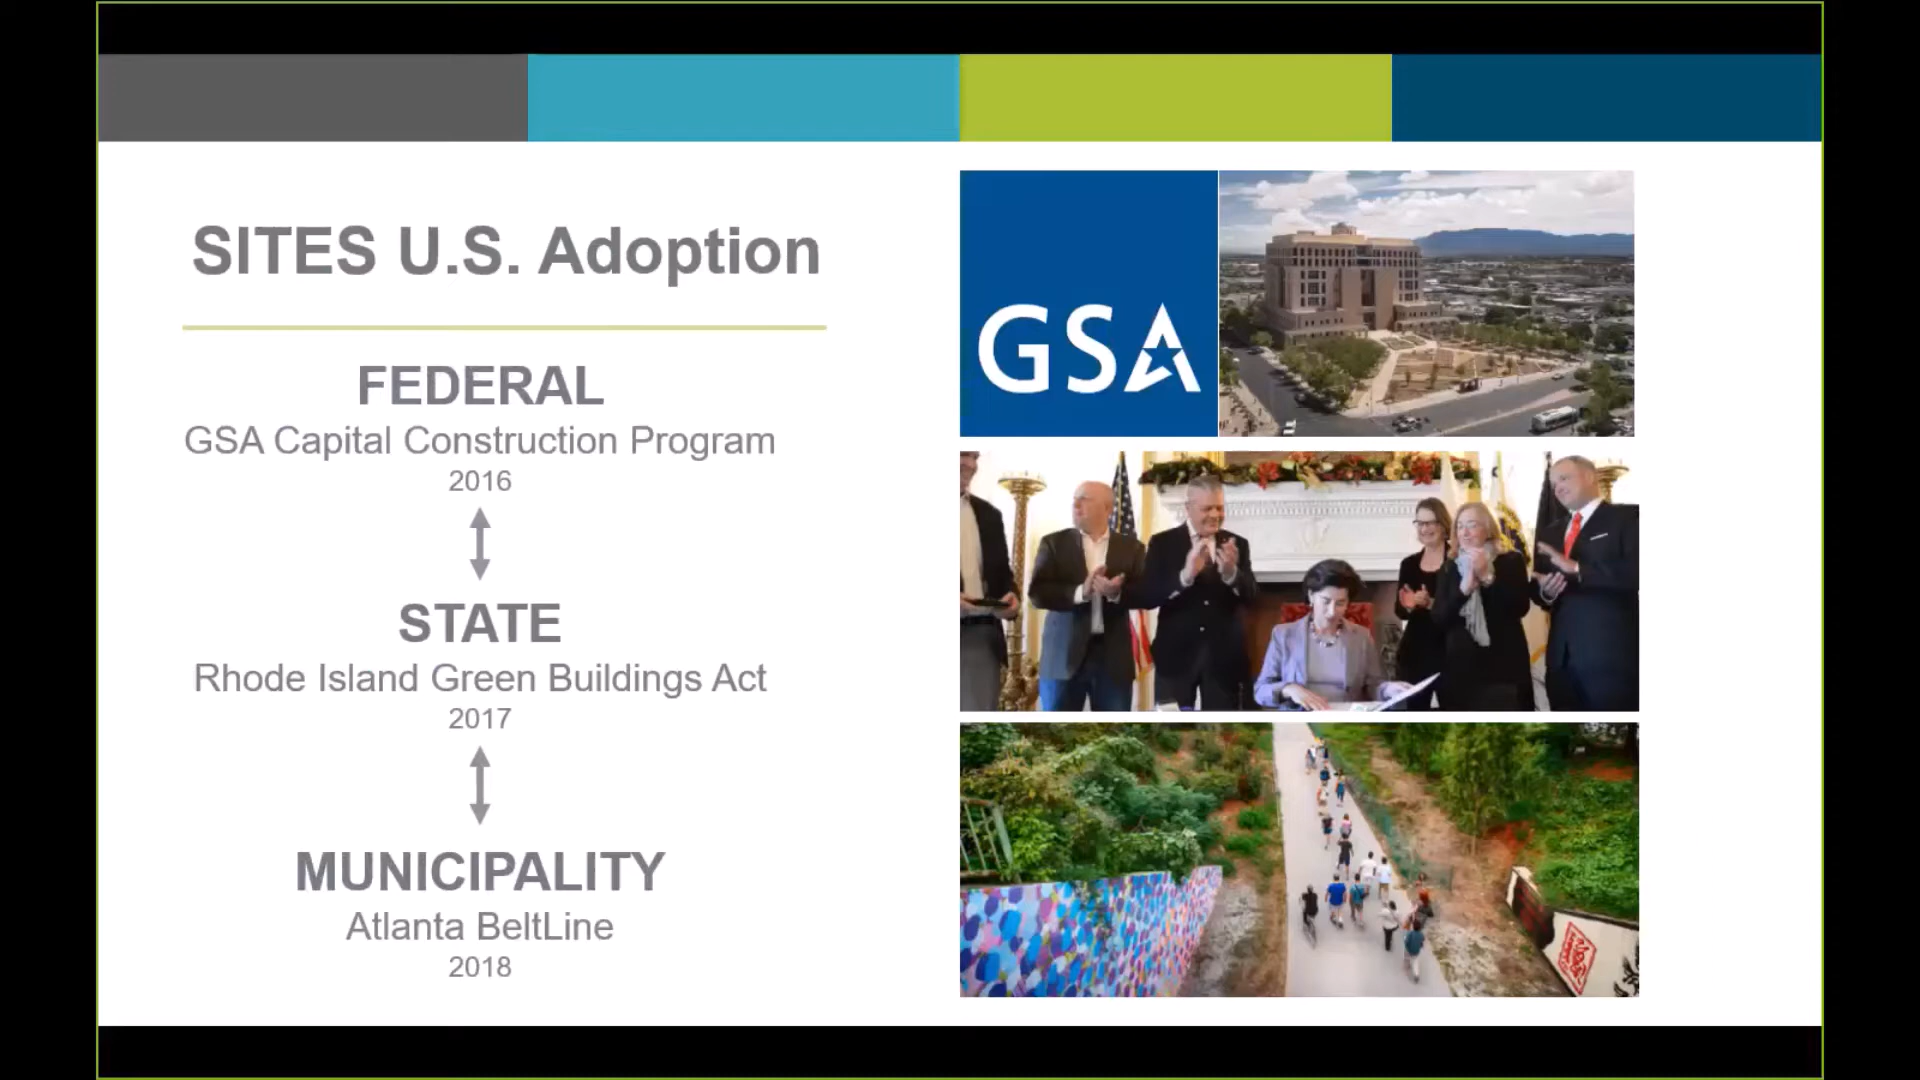 SITES U.S. Adoption
FEDERAL
GSA Capital Construction Program
2016
STATE
Rhode Island Green Buildings Act
2017
MUNICIPALITY
Atlanta BeltLine
2018
GSA